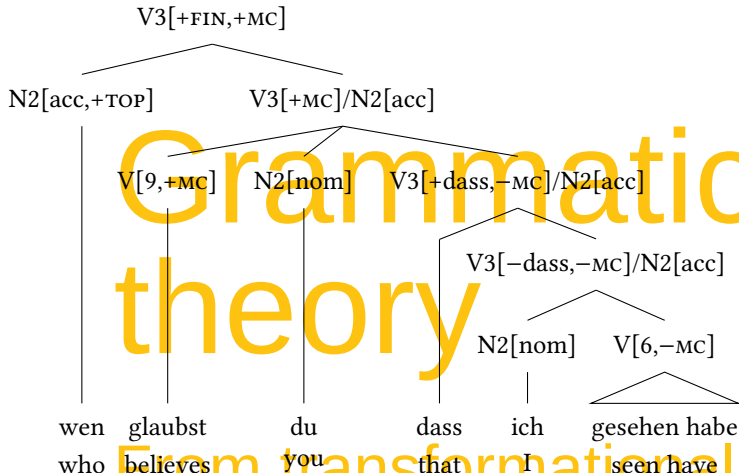 V3[+FIN,+MC]
N2[acc,+TOP] V3[+MC]/N2[acc]
Grammatic
V[9,+MC] N2[nom] V3[+dass,−MC]/N2[acc]
theory
V3[−dass,−MC]/N2[acc]
N2[nom] V[6,−MC]
wen glaubst du dass ich gesehen habe
who believes you that I seen have
From transformational